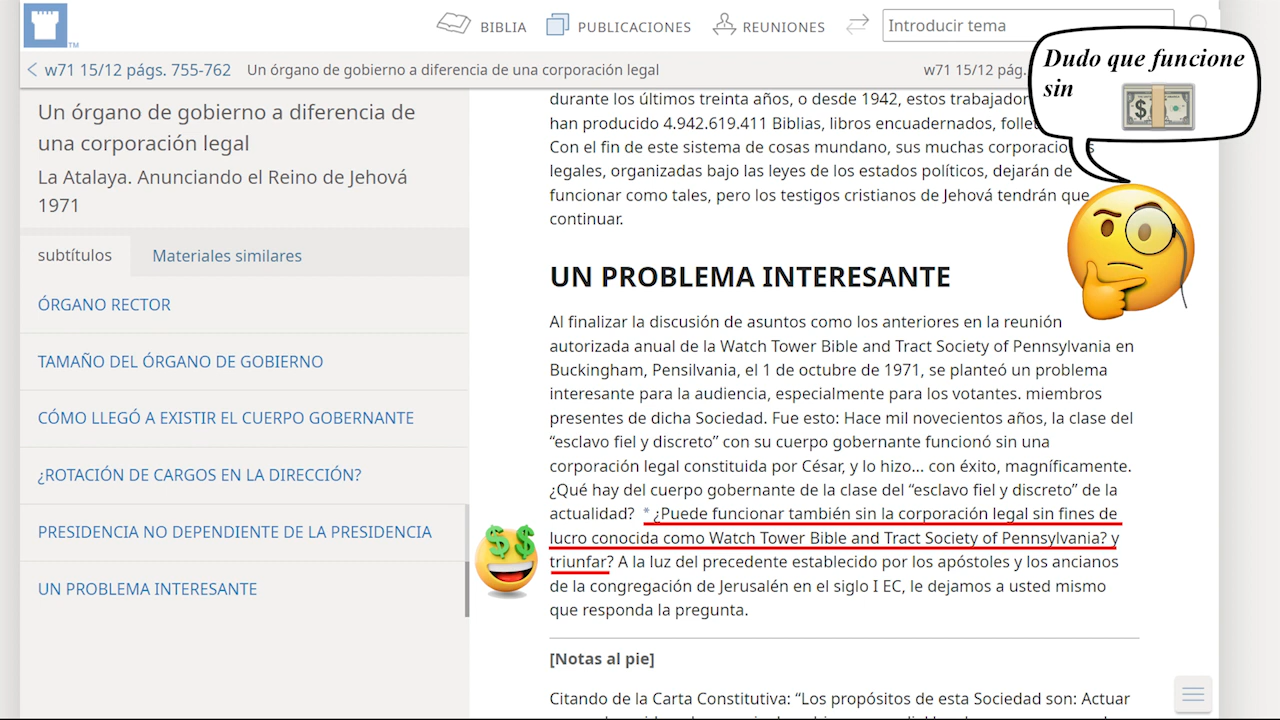 TM
BIBLIA
PUBLICACIONES
REUNIONES
Introducir tema
w71 15/12 págs. 755-762
Un órgano de gobierno a diferencia de una corporación legal
w71 15/12 pág.
Dudo que funcione
sin
Un órgano de gobierno a diferencia de
una corporación legal
La Atalaya. Anunciando el Reino de Jehová
1971
subtítulos
Materiales similares
ÓRGANO RECTOR
TAMAÑO DEL ÓRGANO DE GOBIERNO
CÓMO LLEGÓ A EXISTIR EL CUERPO GOBERNANTE
¿ROTACIÓN DE CARGOS EN LA DIRECCIÓN?
PRESIDENCIA NO DEPENDIENTE DE LA PRESIDENCIA
UN PROBLEMA INTERESANTE
durante los últimos treinta años, o desde 1942, estos
han producido 4.942.619.411 Biblias, libros encuadernados,
Con el fin de este sistema de cosas mundano, sus muchas
legales, organizadas bajo las leyes de los estados políticos, dejarán de
funcionar como tales, pero los testigos cristianos de Jehová tendrán que
continuar.
UN PROBLEMA INTERESANTE
Al finalizar la discusión de asuntos como los anteriores en la reunión
autorizada anual de la Watch Tower Bible and Tract Society of Pennsylvania en
Buckingham, Pensilvania, el 1 de octubre de 1971, se planteó un problema
interesante para la audiencia, especialmente para los votantes. miembros
presentes de dicha Sociedad. Fue esto: Hace mil novecientos años, la clase del
“esclavo fiel y discreto” con su cuerpo gobernante funcionó sin una
corporación legal constituida por César, y lo hizo... con éxito, magníficamente.
¿Qué hay del cuerpo gobernante de la clase del “esclavo fiel y discreto” de la
actualidad? * ¿Puede funcionar también sin la corporación legal sin fines de
lucro conocida como Watch Tower Bible and Tract Society of Pennsylvania? y
triunfar? A la luz del precedente establecido por los apóstoles y los ancianos
de la congregación de Jerusalén en el siglo I EC, le dejamos a usted mismo
que responda la pregunta.
[Notas al pie]
Citando de la Carta Constitutiva: “Los propósitos de esta Sociedad son: Actuar